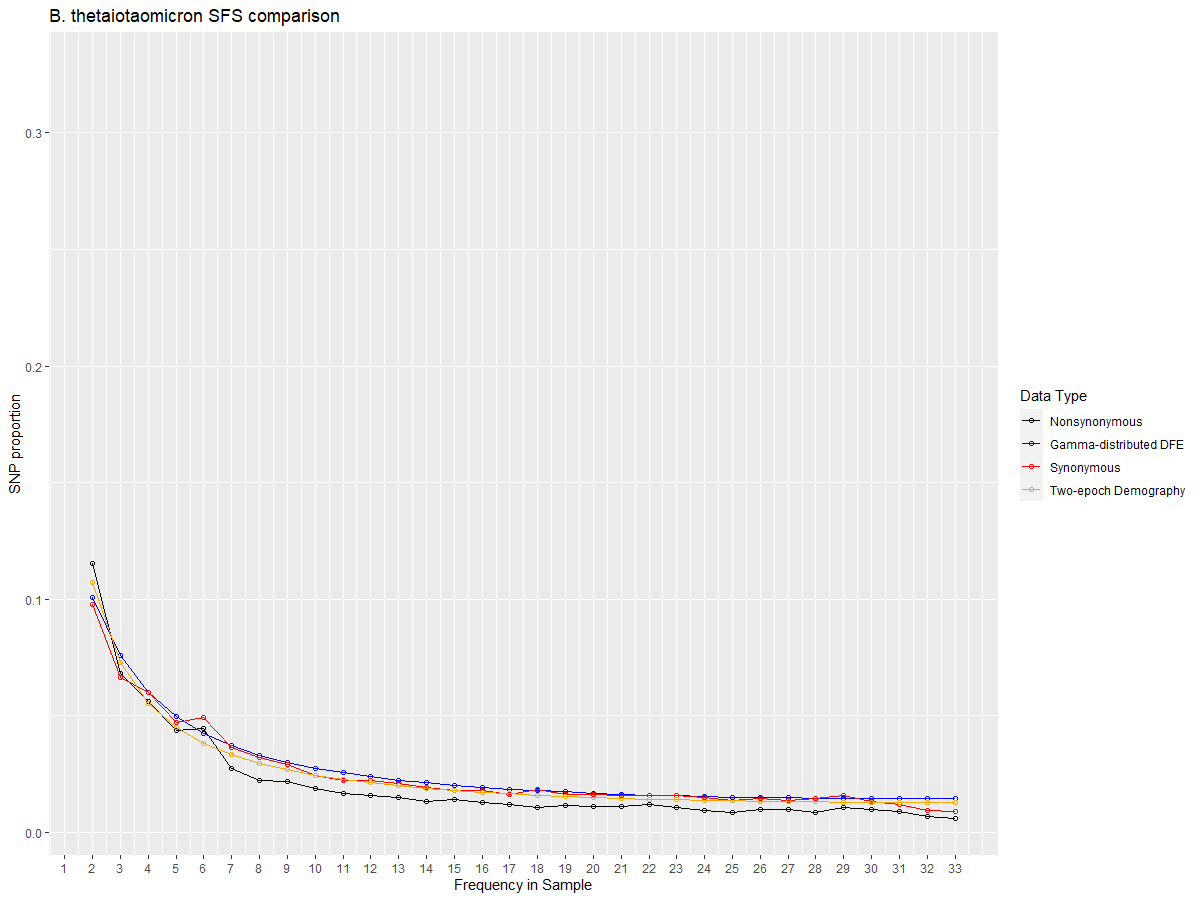 B. thetaiotaomicron SFS comparison
0.3
0.2
0.1
0.0
SNP proportion
1 2 3 4 5 6 7 8 9 10 11 12 13 14 15 16 17 18 19 20 21 22 23 24 25 26 27 28 29 30 31 32 33
Frequency in Sample
Data Type
Nonsynonymous
Gamma-distributed DFE
Synonymous
Two-epoch Demography